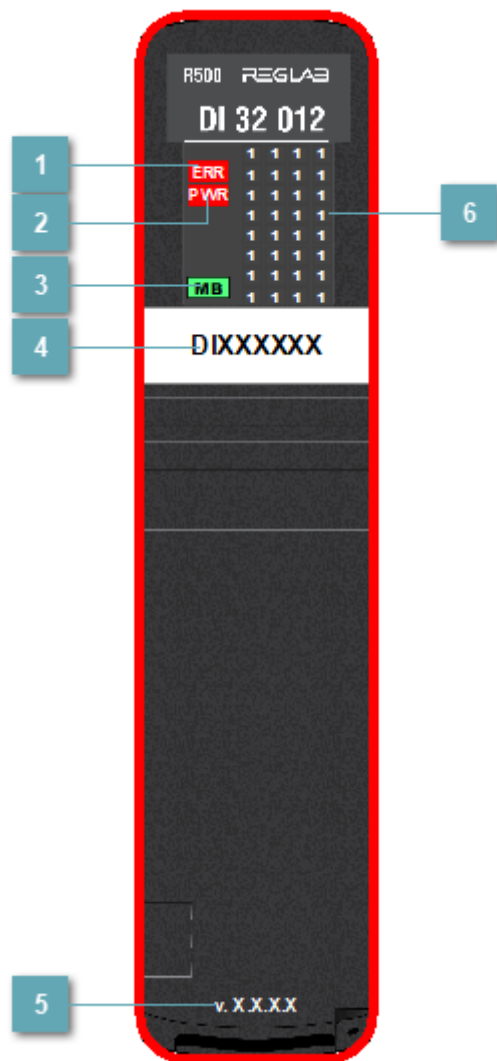 R500 REGLAB
DI 32 012
1 1 1 1
1 ERR 1 1 1 1
2 PWR 1 1 1 1
1 1 1 1 6
1 1 1 1
1 1 1 1
1 1 1 1
3 MB 1 1 1 1
4 DIXXXXXX
5 v. X.X.X.X